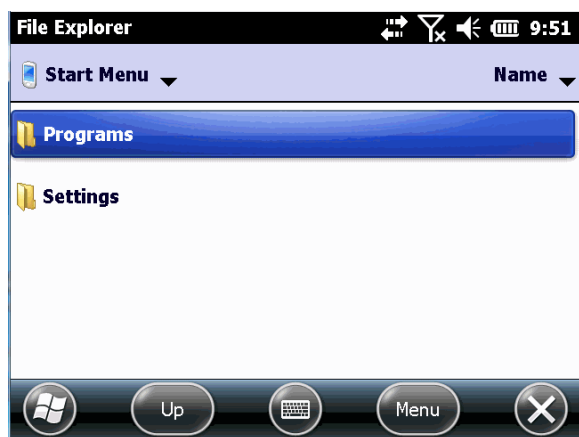 File Explorer 9:51
Start Menu Name
Programs
Settings
Up Menu